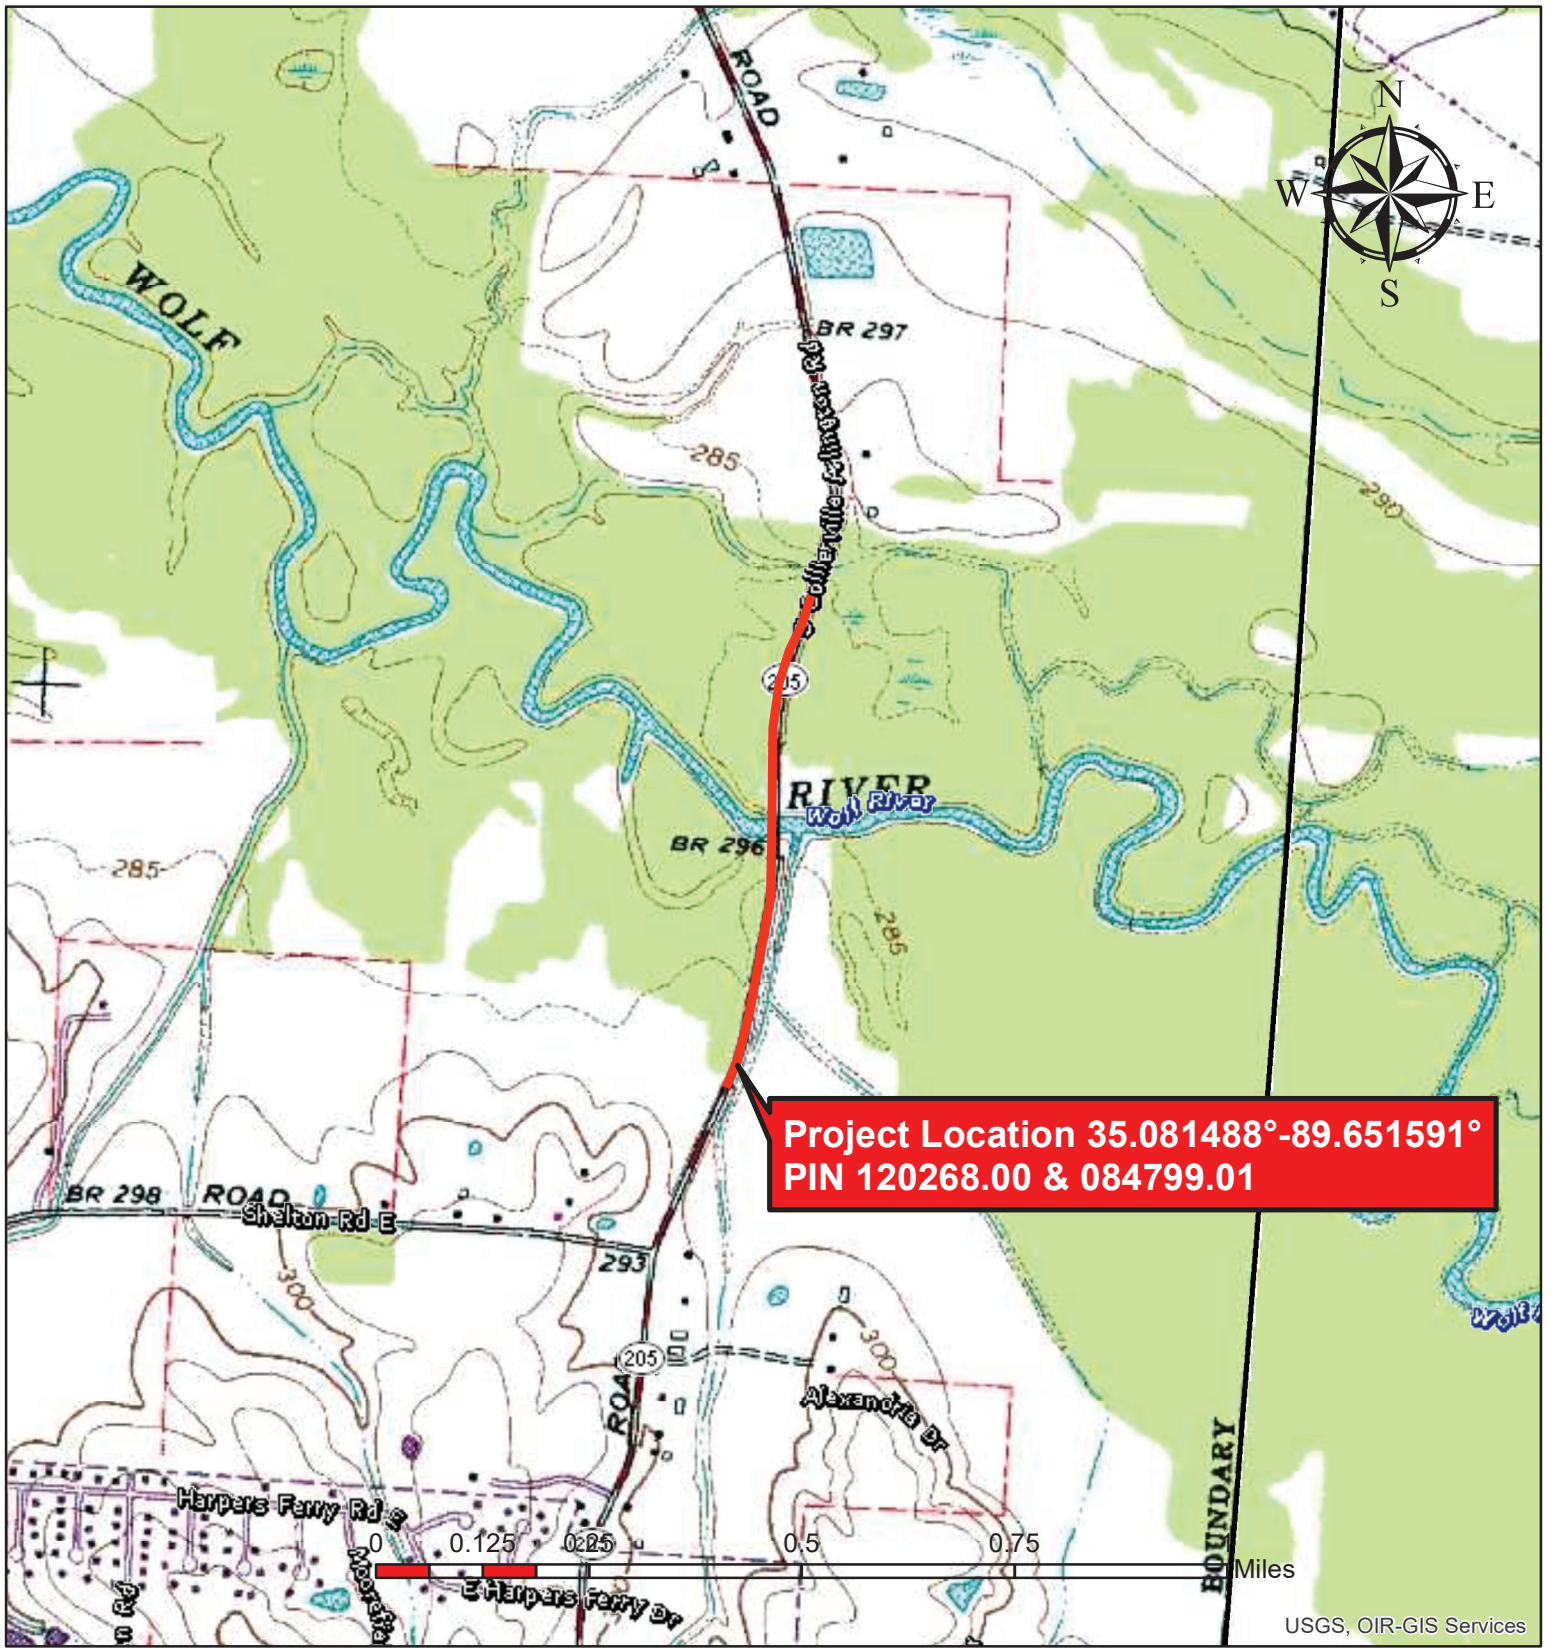 ROAD
N
W
E
S
WOLF
BR 297
285
290
205
RIVER
Wolf River
BR 296
285
285
Project Location 35.081488°-89.651591°
PIN 120268.00 & 084799.01
BR 298
ROAD
Shelton Rd E
293
300
205
300
Alexandria Dr
BOUNDARY
Harpers Ferry Rd E
0 0.125 0.25 0.5 0.75
Miles
E Harpers Ferry Dr
USGS, OIR-GIS Services